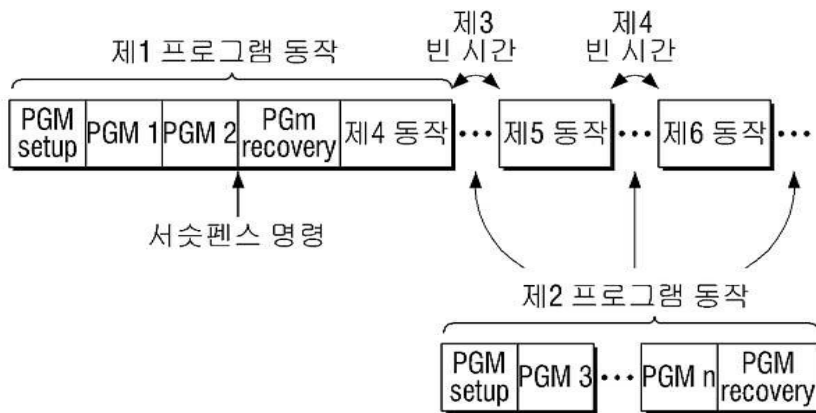 제1 프로그램 동작
제3
빈 시간
제4
빈 시간
PGM
setup
PGM 1
PGM 2
PGm
recovery
제4 동작
•••
제5 동작
•••
제6 동작
•••
서슷펜스 명령
제2 프로그램 동작
PGM
setup
PGM 3
•••
PGM n
PGM
recovery